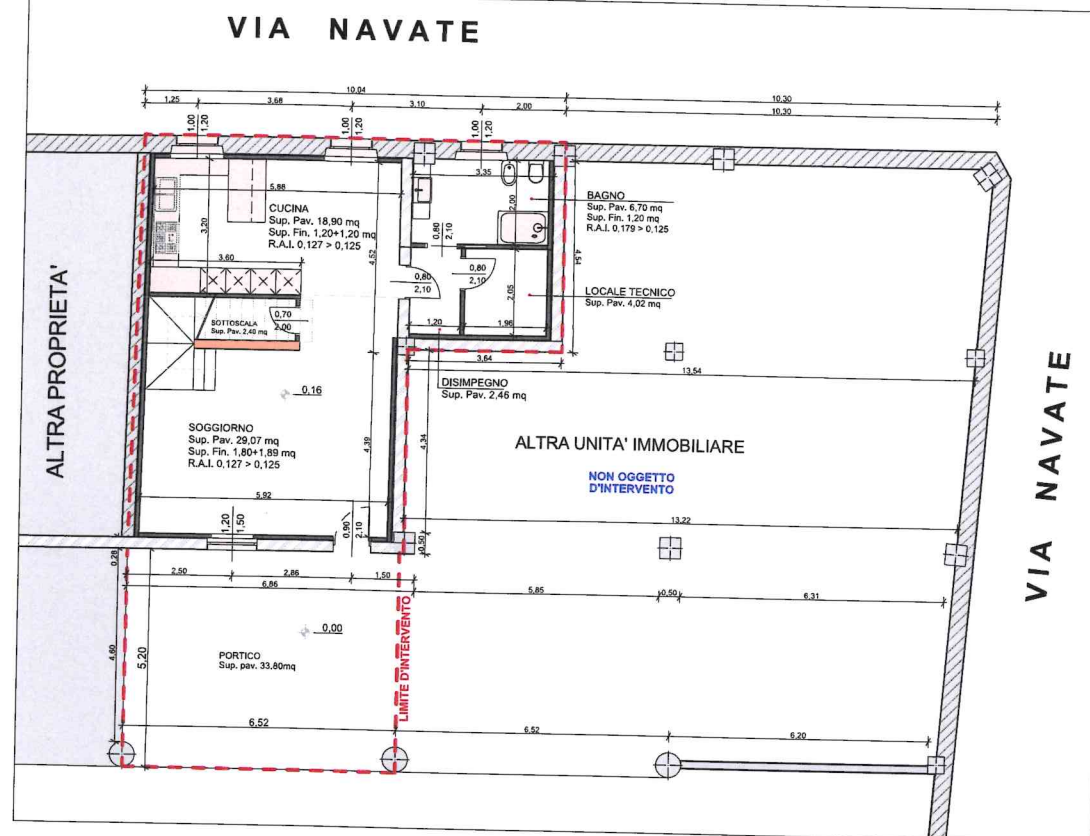 VIA NAVATE
10.04
10.30
1,25
3,68
3,10
2,00
10.30
1,00
1,20
1,00
1,20
1,00
1,20
5,88
3,35
CUCINA
Sup. Pav. 18,90 mq
Sup. Fin. 1,20+1,20 mq
R.A.I. 0,127 > 0,125
3,20
3,60
4,52
2,00
0,80
2,10
BAGNO
Sup. Pav. 6,70 mq
Sup. Fin. 1,20 mq
R.A.I. 0,179 > 0,125
4,54
0,80
2,10
0,80
2,10
2,05
LOCALE TECNICO
Sup. Pav. 4,02 mq
1,20
1,96
SOTTOSCALA
Sup. Pav. 2,40 mq
0,70
2,00
3,64
13,54
DISIMPEGNO
Sup. Pav. 2,46 mq
0,16
ALTRA PROPRIETA'
SOGGIORNO
Sup. Pav. 29,07 mq
Sup. Fin. 1,80+1,89 mq
R.A.I. 0,127 > 0,125
4,39
4,34
ALTRA UNITA' IMMOBILIARE
NON OGGETTO
D'INTERVENTO
VIA NAVATE
5,92
1,20
1,50
0,90
2,10
13,22
0,50
0,28
2,50
2,86
1,50
6,86
5,85
0,50
6,31
0,00
LIMITE D'INTERVENTO
4,60
5,20
PORTICO
Sup. pav. 33,80mq
6,52
6,52
6,20